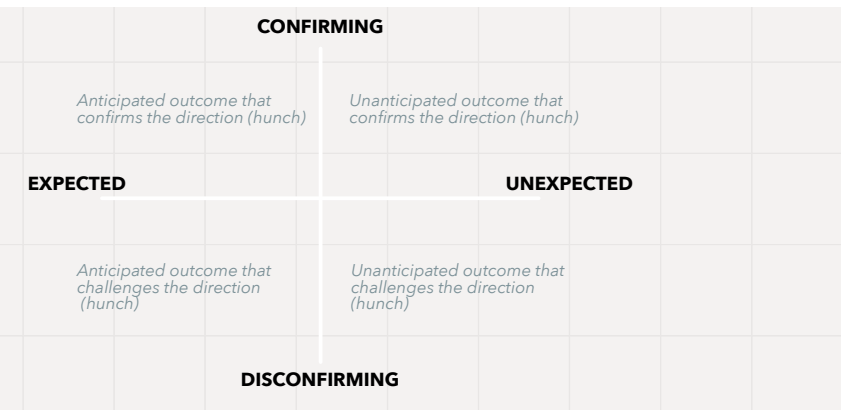 CONFIRMING
Anticipated outcome that
confirms the direction (hunch)
Unanticipated outcome that
confirms the direction (hunch)
EXPECTED
UNEXPECTED
Anticipated outcome that
challenges the direction
(hunch)
Unanticipated outcome that
challenges the direction
(hunch)
DISCONFIRMING